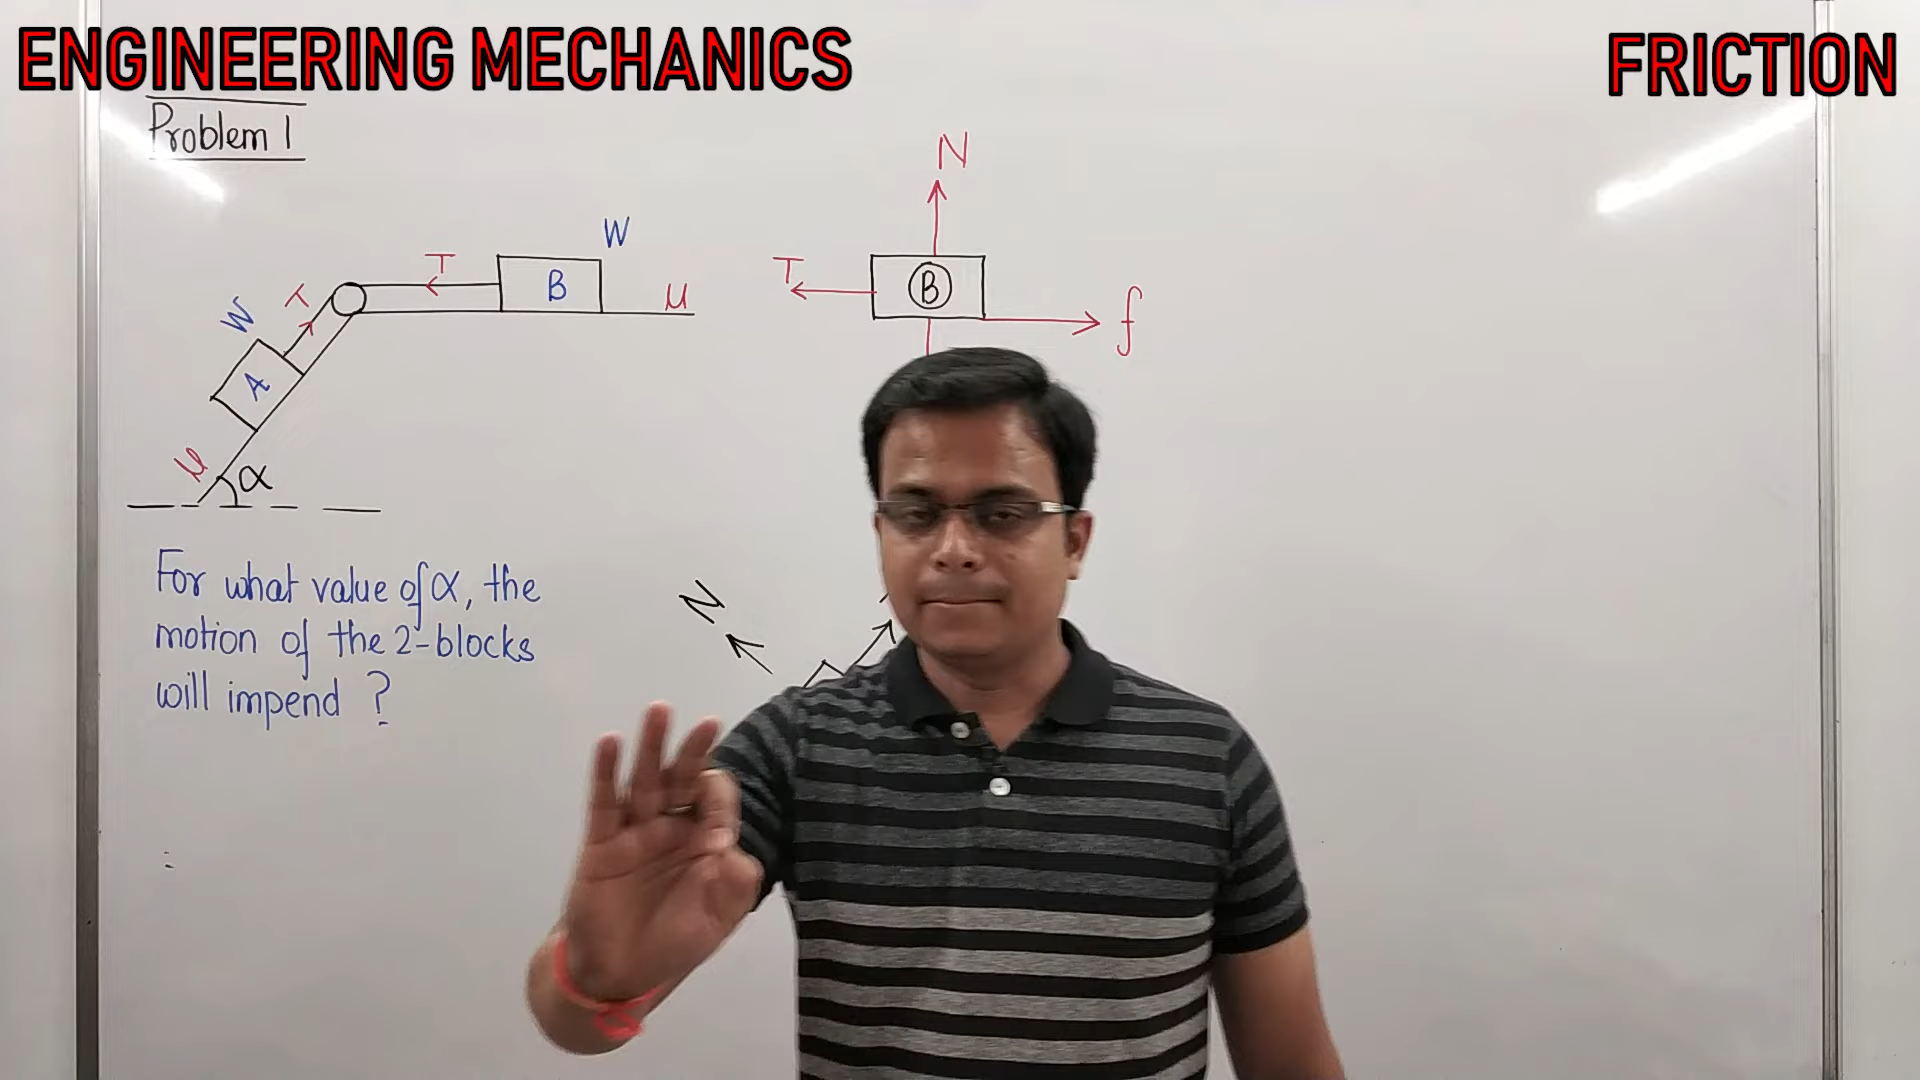 ENGINEERING MECHANICS
FRICTION
Problem 1
N
W
T
B
μ
T
W
A
μ
α
T
B
f
For what value of α, the
motion of the 2-blocks
will impend ?
N